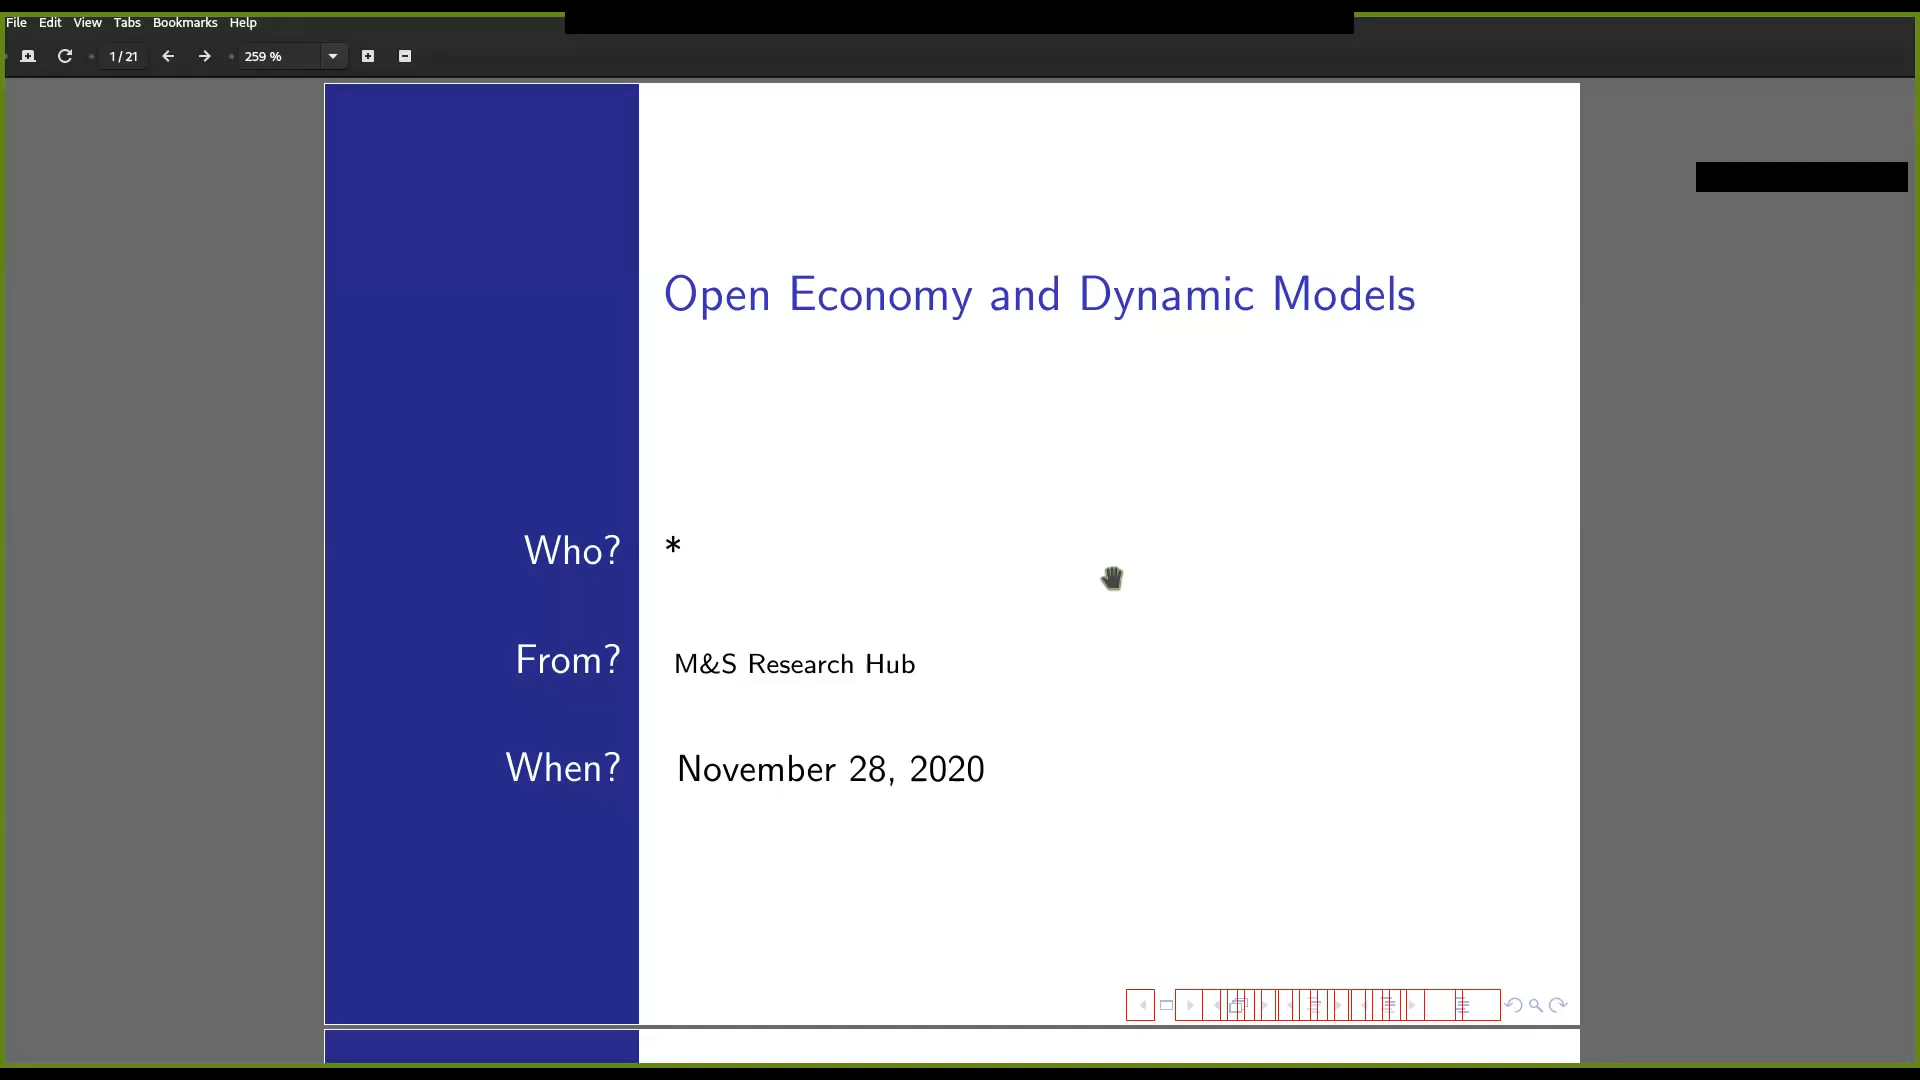 File Edit View Tabs Bookmarks Help
1 / 21 259 %
Open Economy and Dynamic Models
Who? *
From? M&S Research Hub
When? November 28, 2020